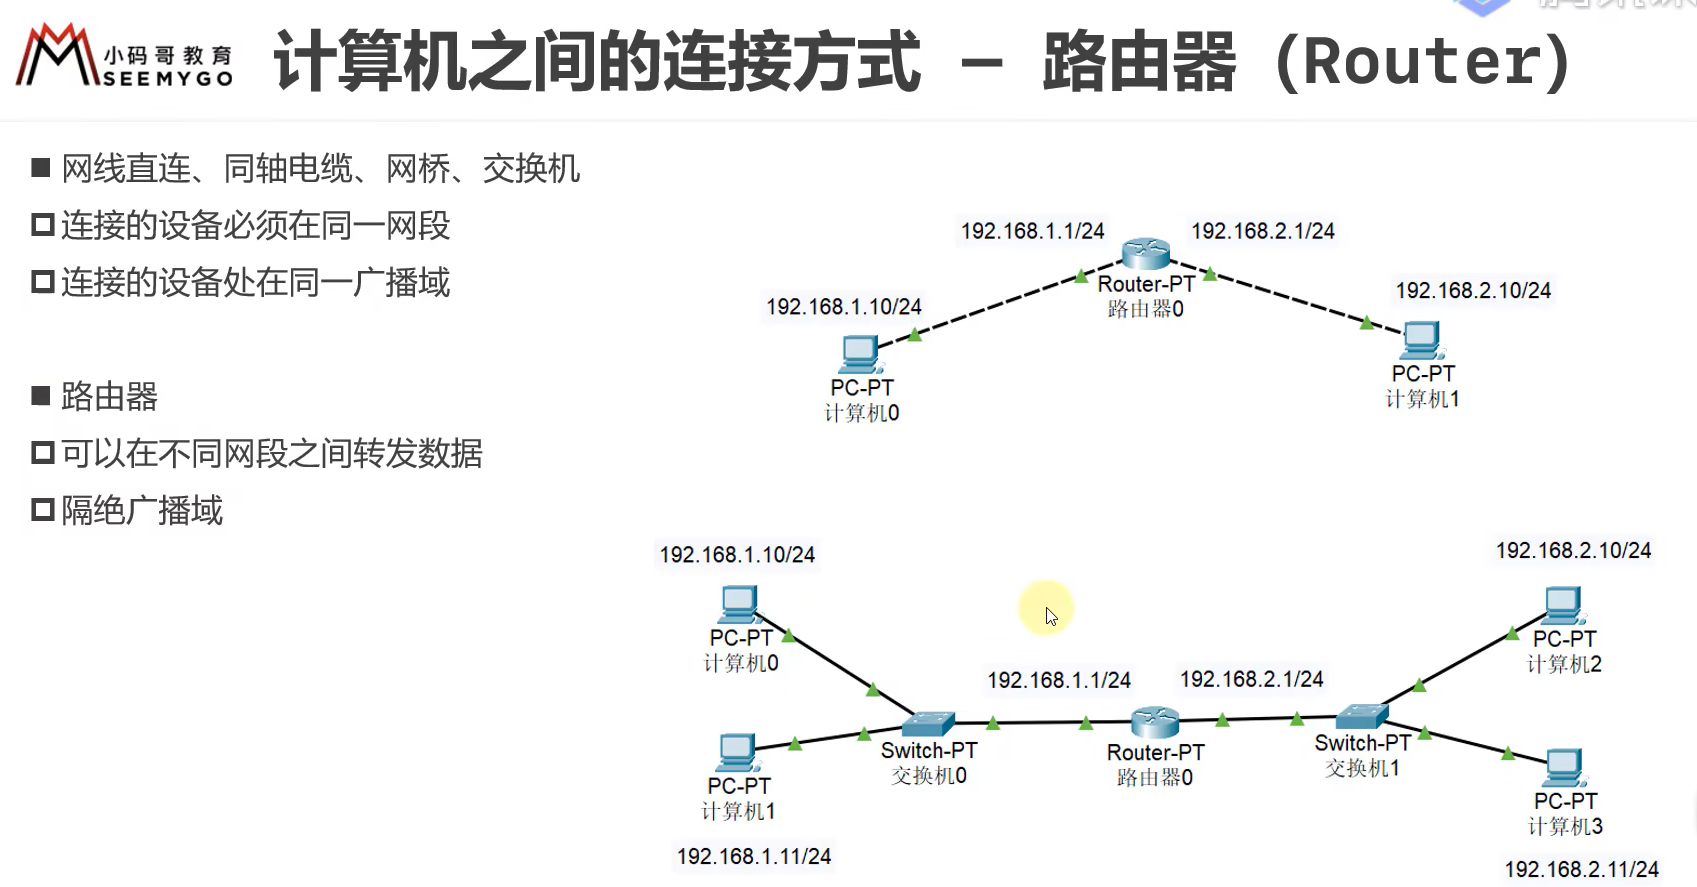 小码哥教育
SEEMYGO
计算机之间的连接方式 – 路由器（Router）
网线直连、同轴电缆、网桥、交换机
连接的设备必须在同一网段
连接的设备处在同一广播域
路由器
可以在不同网段之间转发数据
隔绝广播域
192.168.1.1/24
192.168.2.1/24
Router-PT
路由器0
192.168.1.10/24
PC-PT
计算机0
192.168.2.10/24
PC-PT
计算机1
192.168.1.10/24
PC-PT
计算机0
PC-PT
计算机1
192.168.1.11/24
Switch-PT
交换机0
192.168.1.1/24
192.168.2.1/24
Router-PT
路由器0
Switch-PT
交换机1
192.168.2.10/24
PC-PT
计算机2
PC-PT
计算机3
192.168.2.11/24